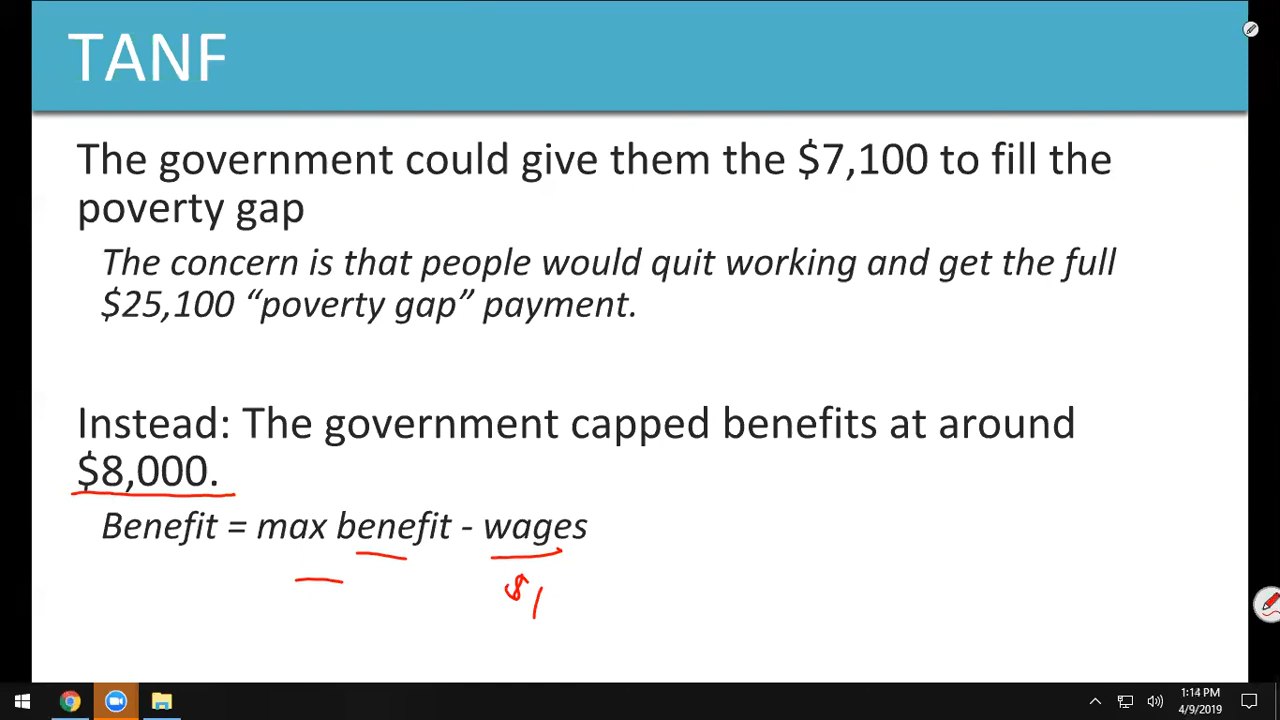 TANF
The government could give them the $7,100 to fill the
poverty gap
The concern is that people would quit working and get the full
$25,100 “poverty gap” payment.
Instead: The government capped benefits at around
$8,000.
Benefit = max benefit - wages
$1
1:14 PM
4/9/2019